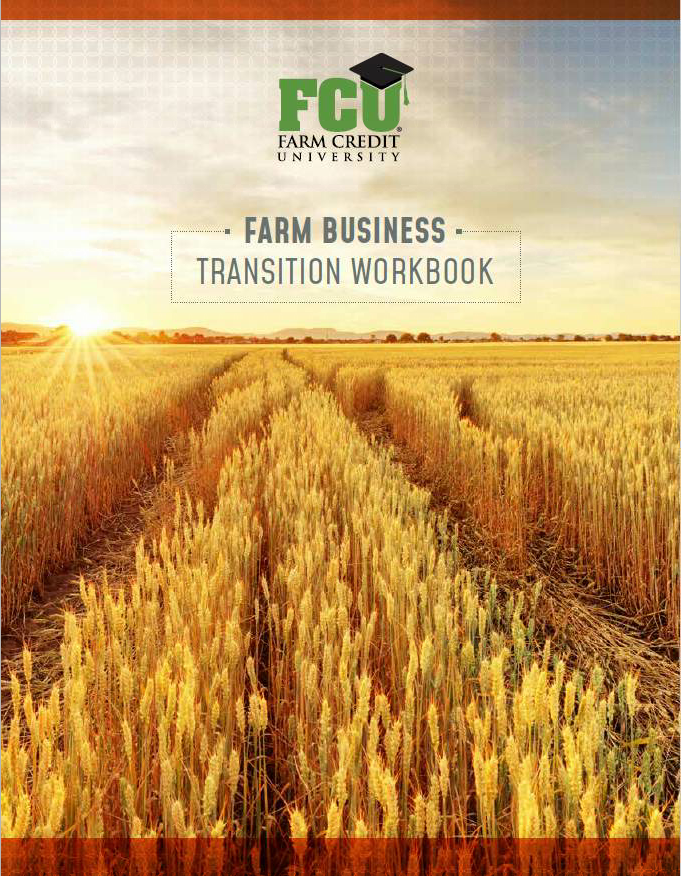 FCU®
FARM CREDIT
UNIVERSITY
FARM BUSINESS
TRANSITION WORKBOOK